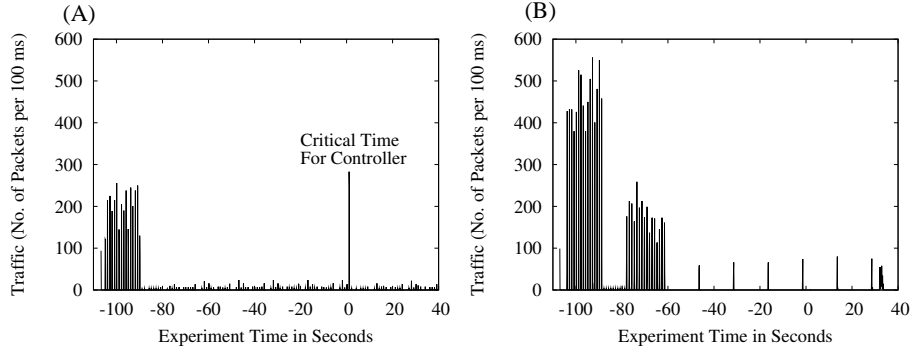 (A)
Traffic (No. of Packets per 100 ms)
600
500
400
300
200
100
0
Critical Time
For Controller
-100 -80 -60 -40 -20 0 20 40
Experiment Time in Seconds
(B)
Traffic (No. of Packets per 100 ms)
600
500
400
300
200
100
0
-100 -80 -60 -40 -20 0 20 40
Experiment Time in Seconds